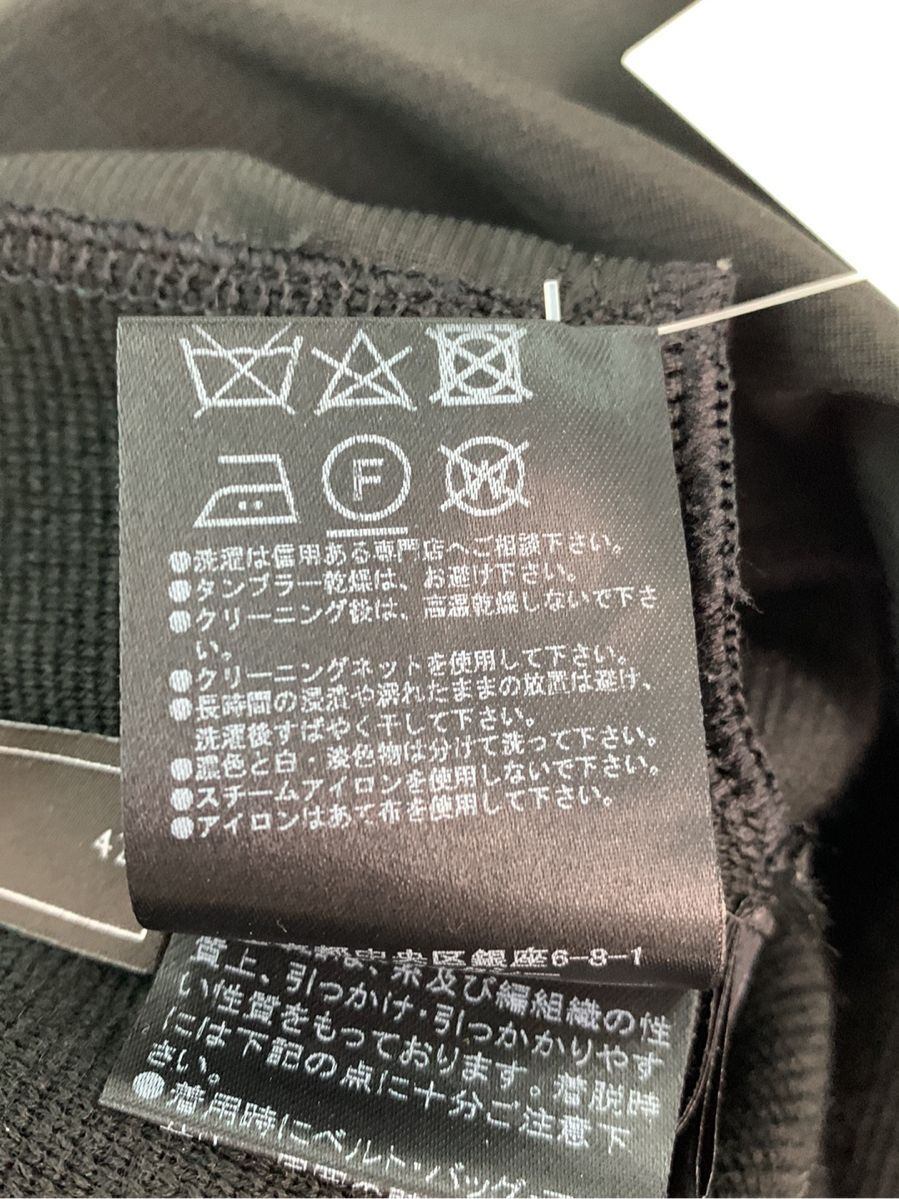 F
W
●洗濯は信用ある専門店へご相談下さい。
●タンブラー乾燥は、お避け下さい。
●クリーニング後は、高温乾燥しないで下さ
い。
●クリーニングネットを使用して下さい。
●長時間の浸漬や濡れたままの放置は避け、
洗濯後すばやく干して下さい。
●濃色と白・淡色物は分けて洗って下さい。
●スチームアイロンを使用しないで下さい。
●アイロンはあて布を使用して下さい。
42
区銀座6-8-1
は、糸及び編組織の性
質上、引っかけ・引っかかりやす
い性質をもっております。着脱時
には下記の点に十分ご注意下
さい。
●着用時にベルト・バッグ